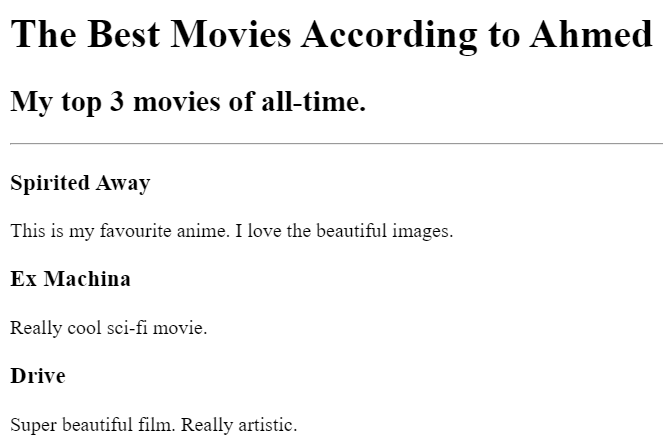 The Best Movies According to Ahmed
My top 3 movies of all-time.
Spirited Away
This is my favourite anime. I love the beautiful images.
Ex Machina
Really cool sci-fi movie.
Drive
Super beautiful film. Really artistic.